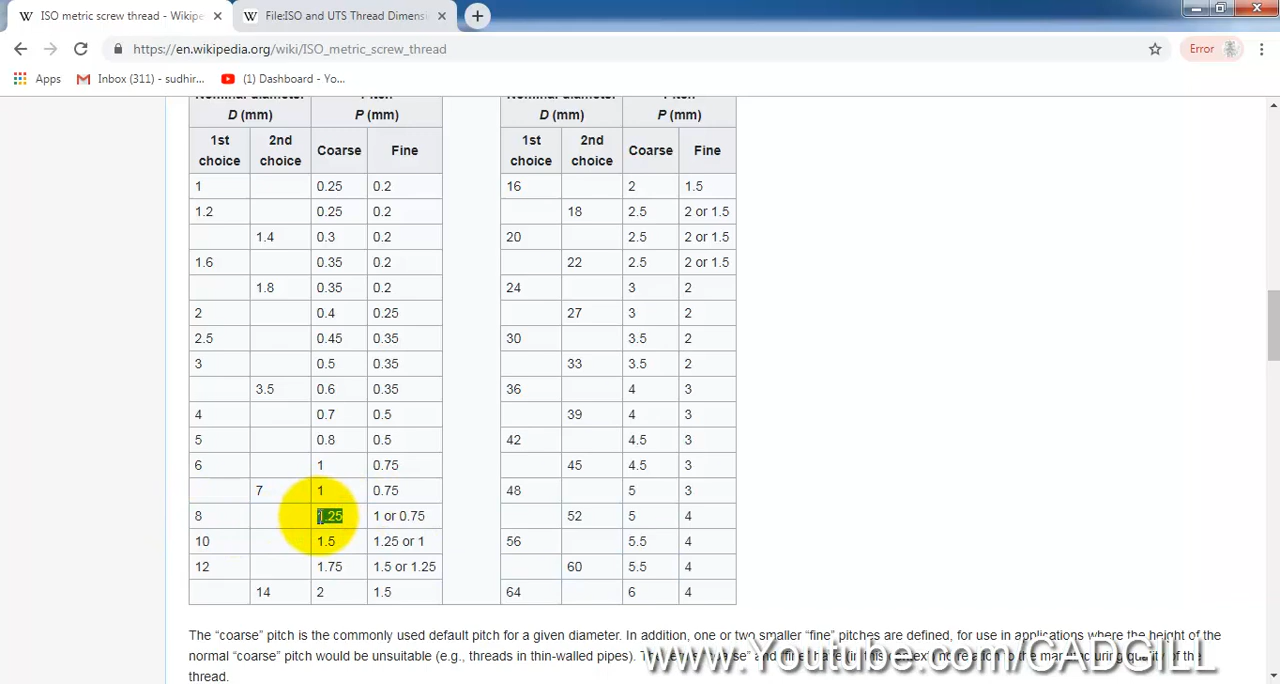 ISO metric screw thread - Wikipe
File:ISO and UTS Thread Dimensi
https://en.wikipedia.org/wiki/ISO_metric_screw_thread
Error
Apps
Inbox (311) - sudhir...
(1) Dashboard - Yo...
Nominal diameter Pitch Nominal diameter Pitch
D (mm) P (mm) D (mm) P (mm)
1st choice 2nd choice Coarse Fine 1st choice 2nd choice Coarse Fine
1 0.25 0.2 16 2 1.5
1.2 0.25 0.2 18 2.5 2 or 1.5
1.4 0.3 0.2 20 2.5 2 or 1.5
1.6 0.35 0.2 22 2.5 2 or 1.5
1.8 0.35 0.2 24 3 2
2 0.4 0.25 27 3 2
2.5 0.45 0.35 30 3.5 2
3 0.5 0.35 33 3.5 2
3.5 0.6 0.35 36 4 3
4 0.7 0.5 39 4 3
5 0.8 0.5 42 4.5 3
6 1 0.75 45 4.5 3
7 1 0.75 48 5 3
8 1.25 1 or 0.75 52 5 4
10 1.5 1.25 or 1 56 5.5 4
12 1.75 1.5 or 1.25 60 5.5 4
14 2 1.5 64 6 4
The "coarse" pitch is the commonly used default pitch for a given diameter. In addition, one or two smaller "fine" pitches are defined, for use in applications where the height of the
normal "coarse" pitch would be unsuitable (e.g., threads in thin-walled pipes). the
thread.
www.Youtube.com/CADGILL